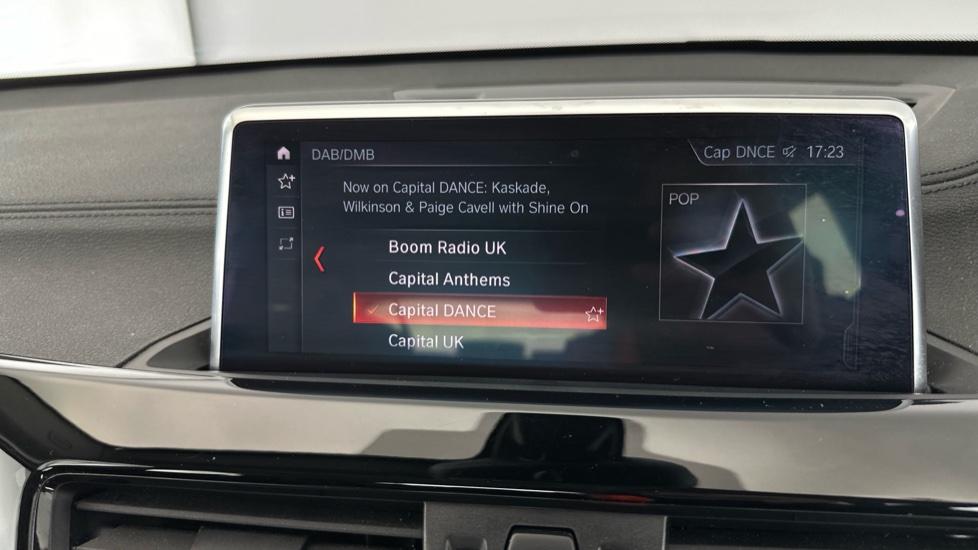 DAB/DMB
Cap DNCE 17:23
Now on Capital DANCE: Kaskade,
Wilkinson & Paige Cavell with Shine On
POP
Boom Radio UK
Capital Anthems
Capital DANCE
Capital UK